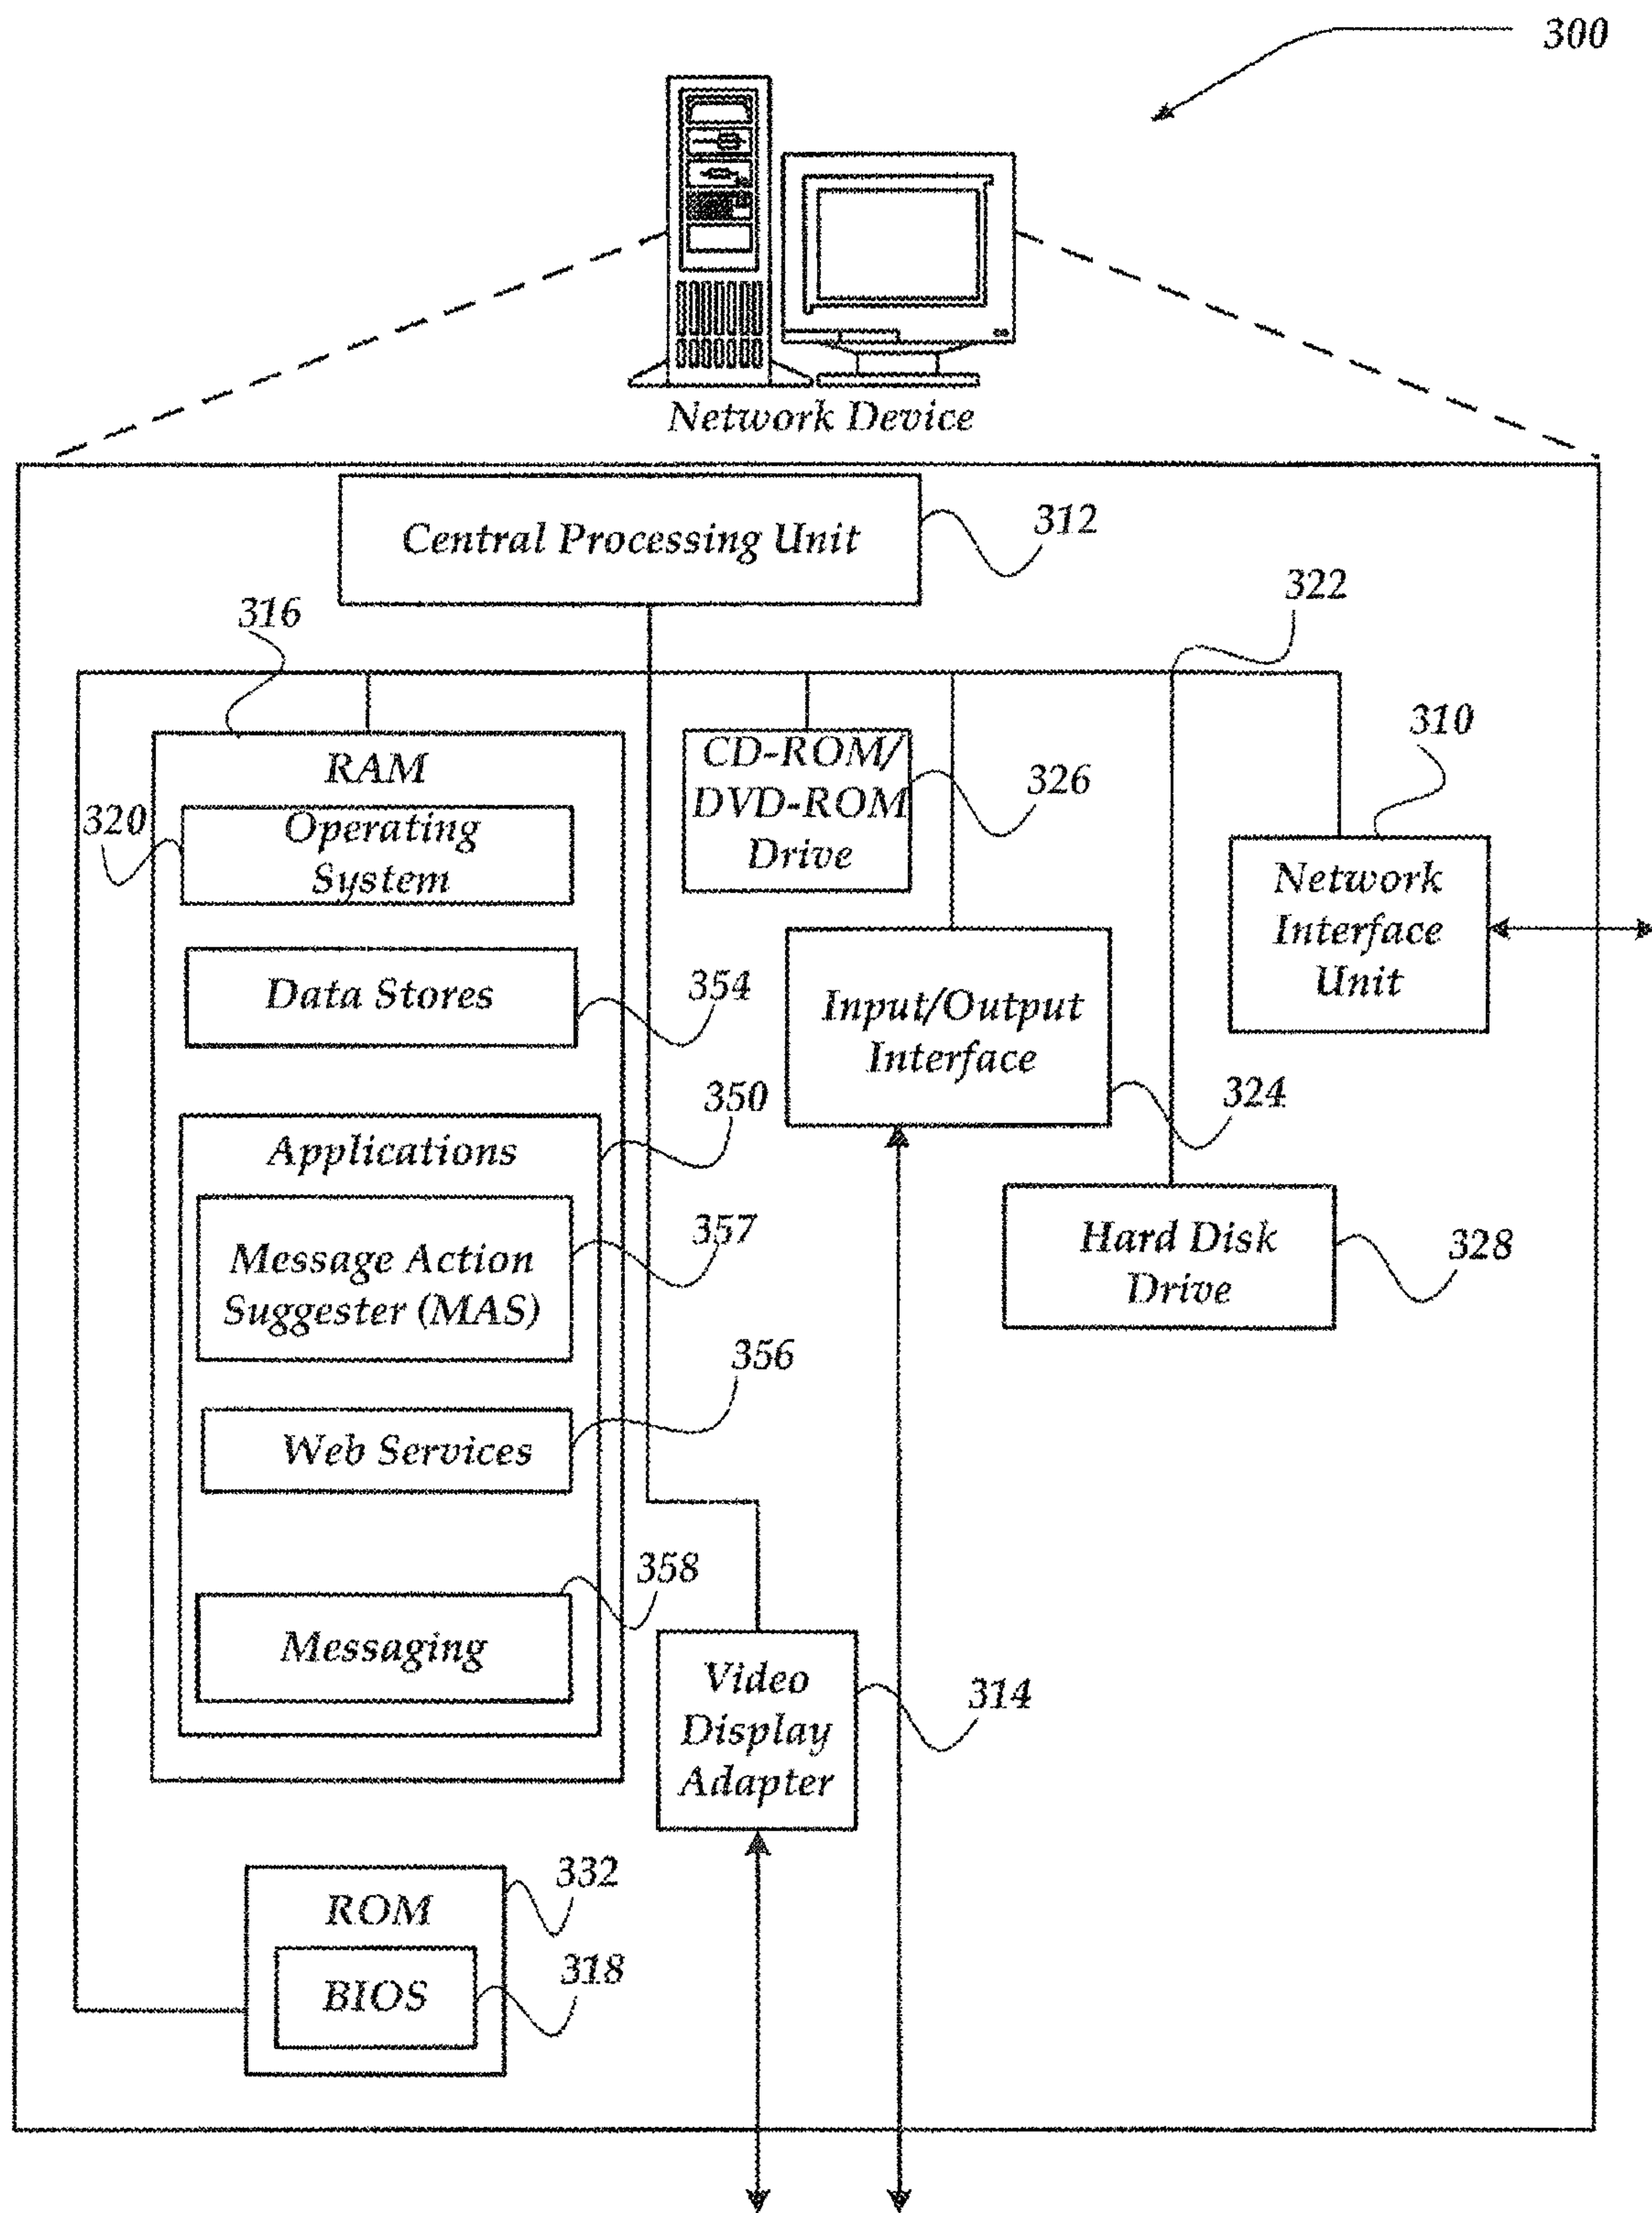 300
Network Device
Central Processing Unit
312
322
316
310
RAM
CD-ROM/
DVD-ROM
Drive
326
320
Operating
System
Network
Interface
Unit
Data Stores
354
Input/Output
Interface
324
350
Applications
357
Message Action
Suggester (MAS)
Hard Disk
Drive
328
356
Web Services
358
Messaging
Video
Display
Adapter
314
332
ROM
318
BIOS